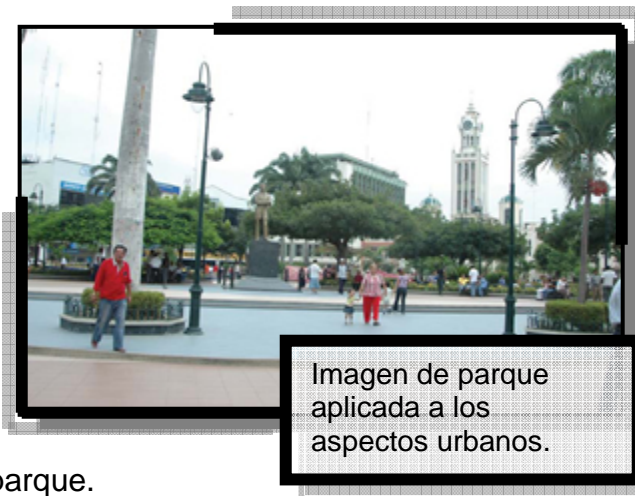 Imagen de parque
aplicada a los
aspectos urbanos.
parque.